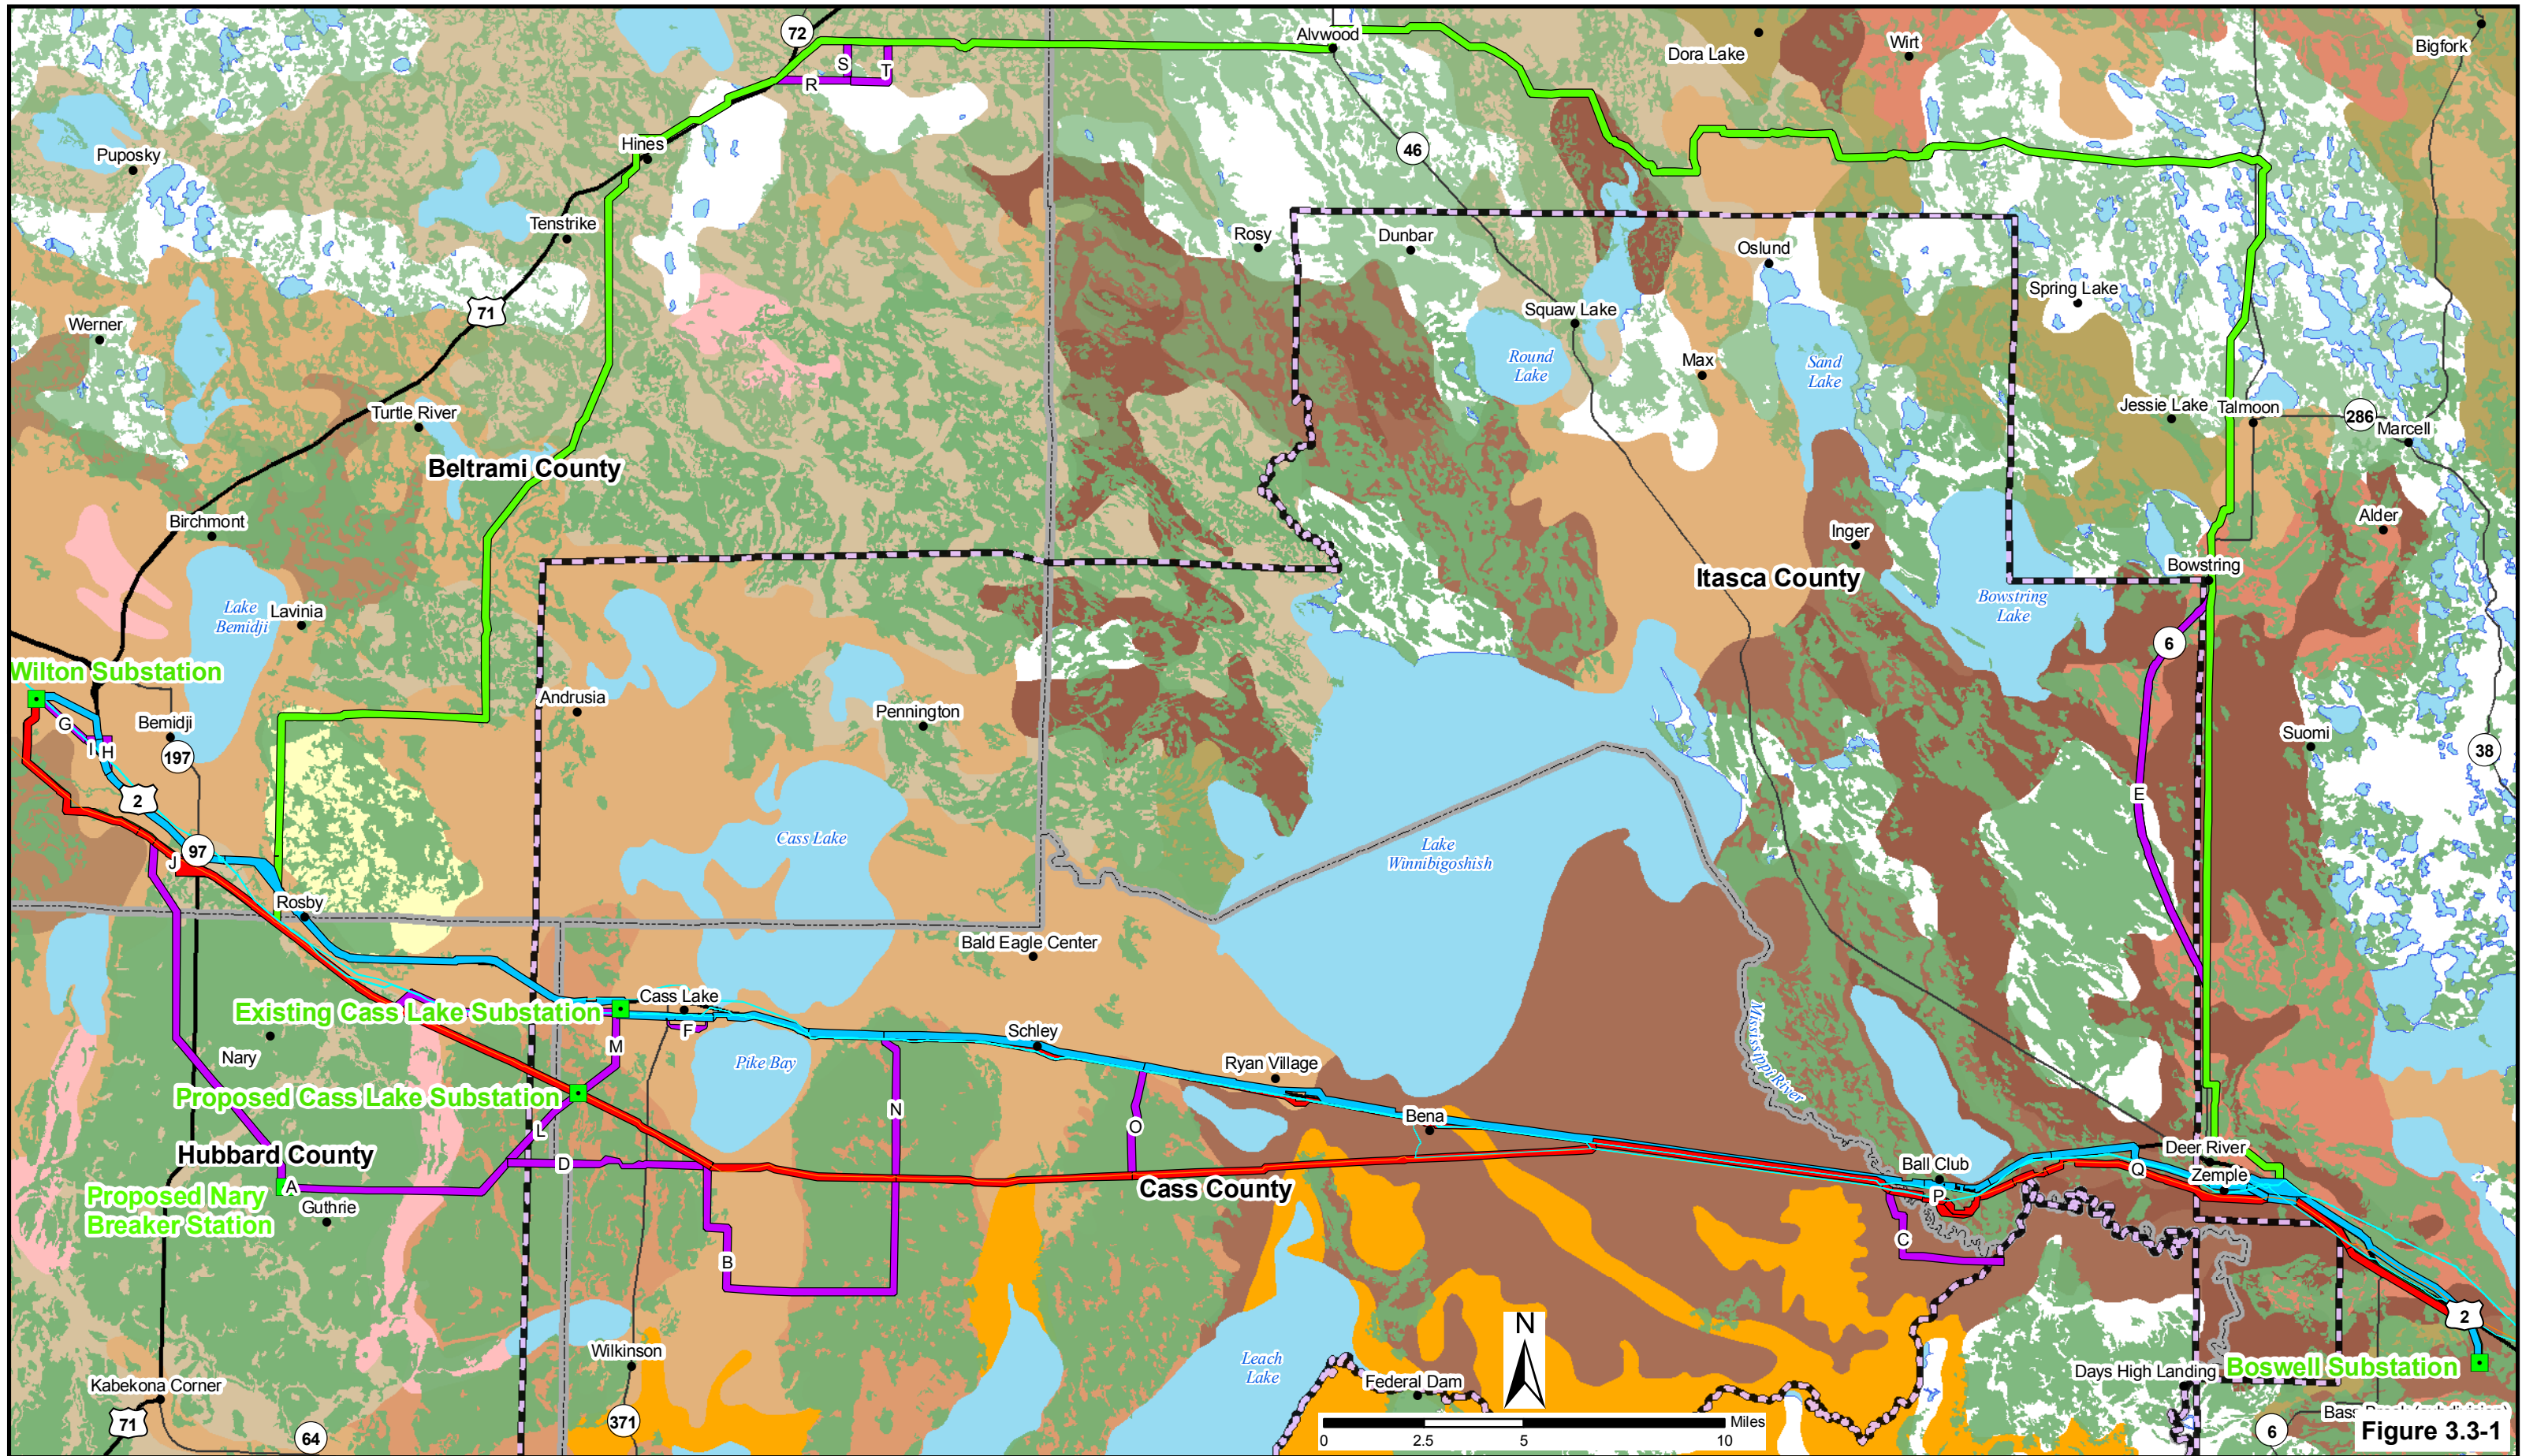 72
Alvwood
Dora Lake
Wirt
Bigfork
S
T
R
Hines
46
Puposky
Tenstrike
Rosy
Dunbar
Oslund
Spring Lake
71
Squaw Lake
Werner
Round
Lake
Max
Sand
Lake
Turtle River
Jessie Lake
Talmoon
286
Marcell
Beltrami County
Birchmont
Inger
Alder
Itasca County
Bowstring
Lake
Bemidji
Lavinia
Bowstring
Lake
6
Wilton Substation
Andrusia
Pennington
G
I
H
Bemidji
197
Suomi
38
2
E
Cass Lake
Lake
Winnibigoshish
97
J
Rosby
Bald Eagle Center
Existing Cass Lake Substation
Cass Lake
F
Schley
Mississippi River
Nary
M
Pike Bay
Ryan Village
Proposed Cass Lake Substation
N
O
Bena
L
Hubbard County
D
Deer River
Ball Club
Q
Zemple
A
Cass County
P
Proposed Nary
Breaker Station
Guthrie
C
B
N
2
Wilkinson
Leach
Lake
Federal Dam
Days High Landing
Boswell Substation
Kabekona Corner
71
64
371
Miles
0
2.5
5
10
6
Figure 3.3-1